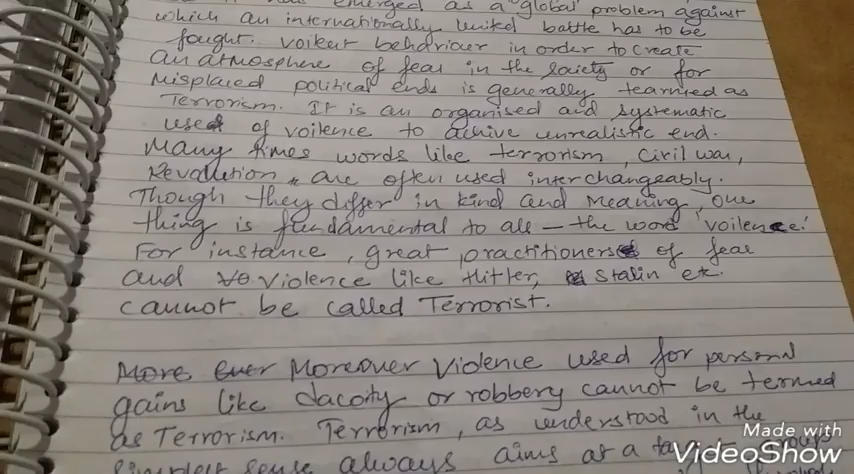 emerged as a global problem against
which an internationally united battle has to be
fought. voilent behaviour in order to create
an atmosphere of fear in the society or for
misplaced political ends is generally tearmed as
Terrorism. It is an organised and systematic
used of voilence to achive unrealistic end.
Many times words like terrorism, Civil war,
Revolution are often used interchangeably.
Though they differ in kind and meaning, one
thing is fundamental to all - the word 'voilence'.
For instance, great practitioners of fear
and violence like Hitler, Stalin etc.
cannot be called Terrorist.
More ever Moreover Violence used for personal
gains like dacoity or robbery cannot be termed
as Terrorism. Terrorism, as understood in the
simplest sense always aims at a
Made with
VideoShow